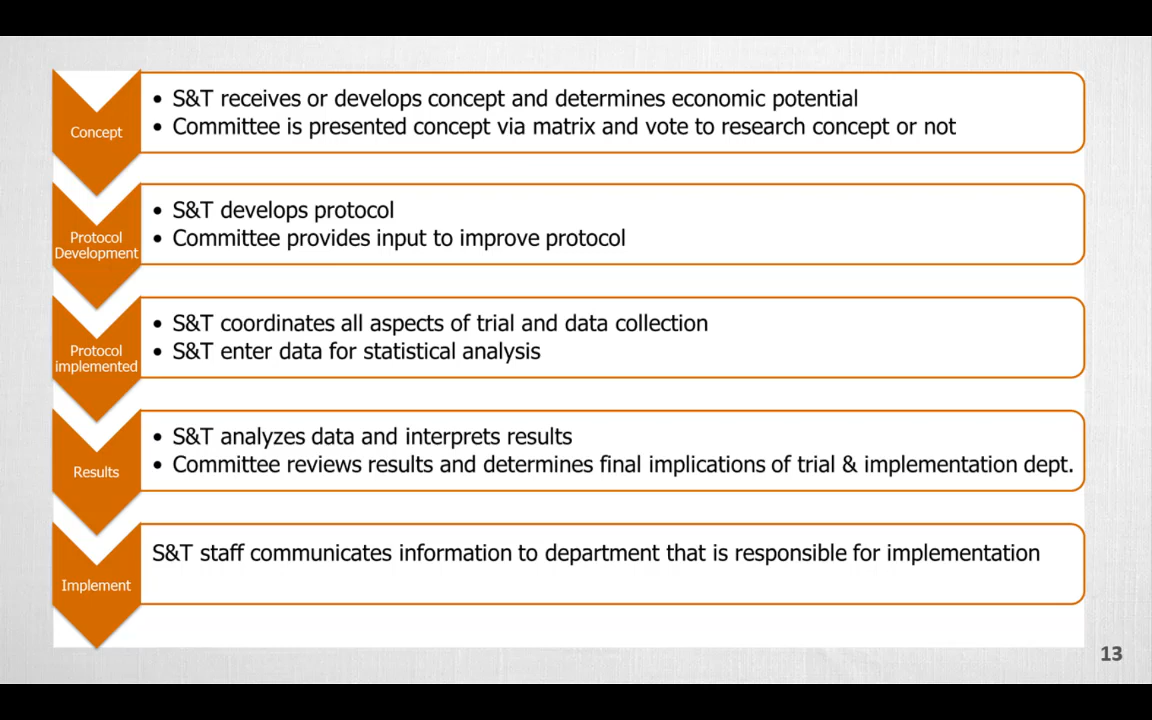 Concept
• S&T receives or develops concept and determines economic potential
• Committee is presented concept via matrix and vote to research concept or not
Protocol
Development
• S&T develops protocol
• Committee provides input to improve protocol
Protocol
implemented
• S&T coordinates all aspects of trial and data collection
• S&T enter data for statistical analysis
Results
• S&T analyzes data and interprets results
• Committee reviews results and determines final implications of trial & implementation dept.
Implement
S&T staff communicates information to department that is responsible for implementation
13